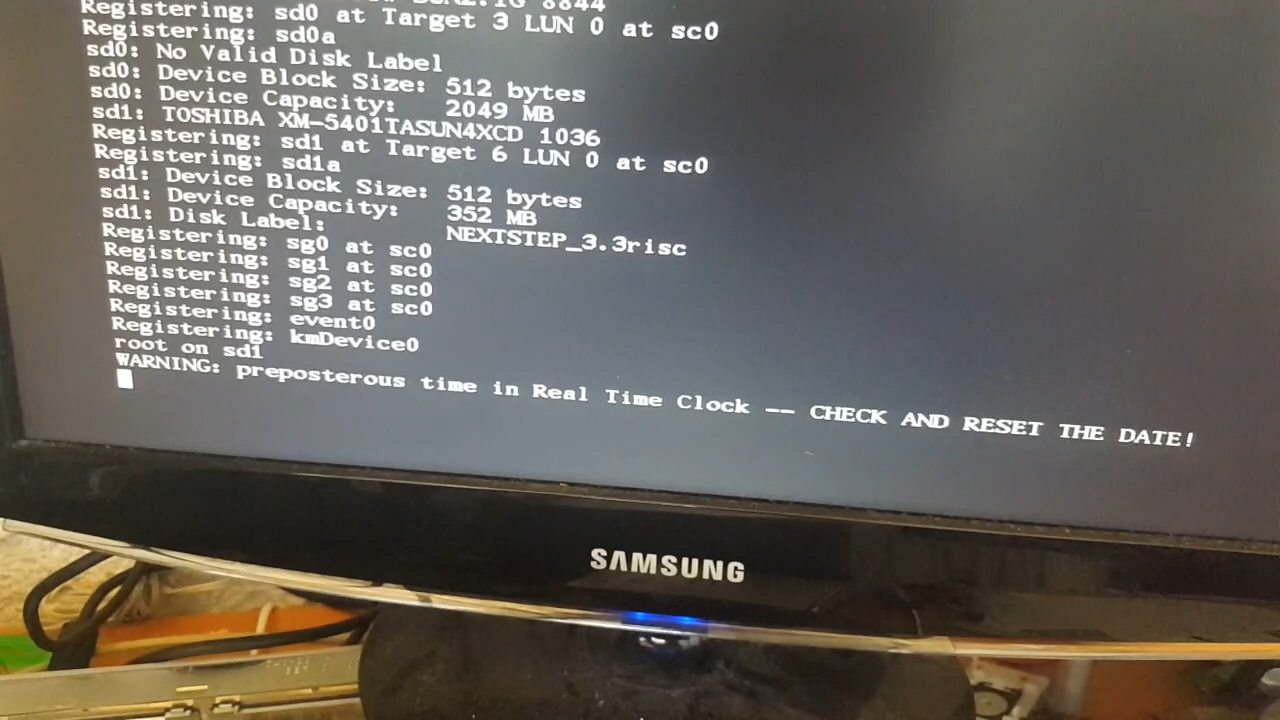 Registering: sd0 at Target 3 LUN 0 at sc0
Registering: sd0a
sd0: No Valid Disk Label
sd0: Device Block Size: 512 bytes
sd0: Device Capacity: 2049 MB
sd1: TOSHIBA XM-5401TASUN4XCD 1036
Registering: sd1 at Target 6 LUN 0 at sc0
Registering: sd1a
sd1: Device Block Size: 512 bytes
sd1: Device Capacity: 352 MB
sd1: Disk Label: NEXTSTEP_3.3risc
Registering: sg0 at sc0
Registering: sg1 at sc0
Registering: sg2 at sc0
Registering: sg3 at sc0
Registering: event0
Registering: kmDevice0
root on sd1
WARNING: preposterous time in Real Time Clock -- CHECK AND RESET THE DATE!
SAMSUNG